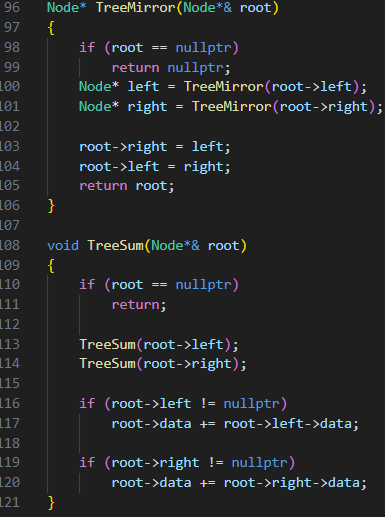 96 Node* TreeMirror(Node*& root)
97 {
98 if (root == nullptr)
99 return nullptr;
100 Node* left = TreeMirror(root->left);
101 Node* right = TreeMirror(root->right);
102
103 root->right = left;
104 root->left = right;
105 return root;
106 }
107
108 void TreeSum(Node*& root)
109 {
110 if (root == nullptr)
111 return;
112
113 TreeSum(root->left);
114 TreeSum(root->right);
115
116 if (root->left != nullptr)
117 root->data += root->left->data;
118
119 if (root->right != nullptr)
120 root->data += root->right->data;
121 }